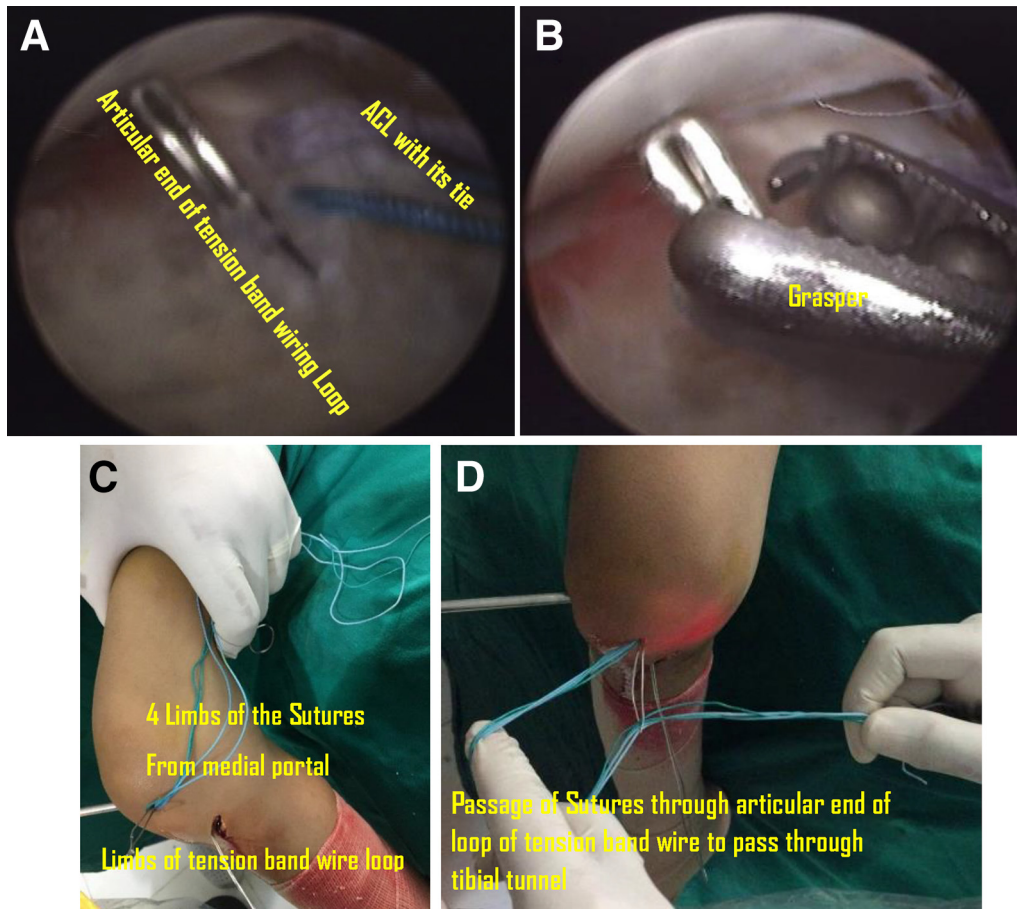 A
Articular end of tension band wiring Loop
ACL with its tie
B
Grasper
C
4 Limbs of the Sutures
From medial portal
Limbs of tension band wire loop
D
Passage of Sutures through articular end of
loop of tension band wire to pass through
tibial tunnel